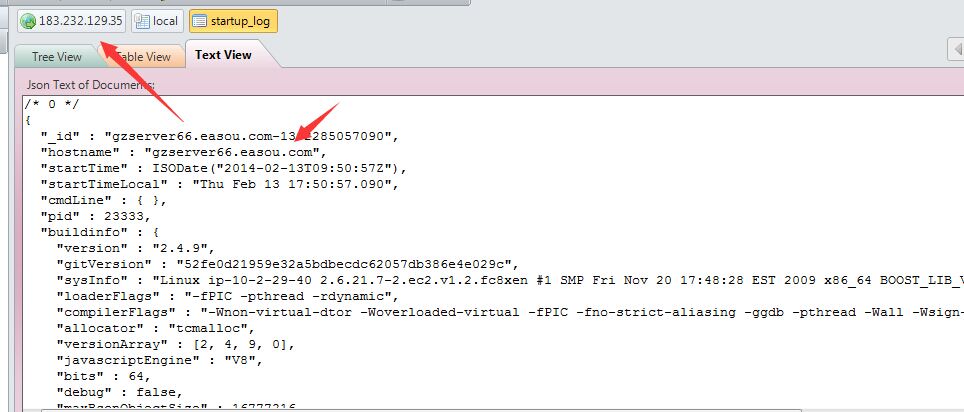 183.232.129.35 local startup_log
Tree View Table View Text View
Json Text of Documents:
/* 0 */
{
"_id" : "gzserver66.easou.com-13 285057090",
"hostname" : "gzserver66.easou.com",
"startTime" : ISODate("2014-02-13T09:50:57Z"),
"startTimeLocal" : "Thu Feb 13 17:50:57.090",
"cmdLine" : { },
"pid" : 23333,
"buildinfo" : {
"version" : "2.4.9",
"gitVersion" : "52fe0d21959e32a5bdbecdc62057db386e4e029c",
"sysInfo" : "Linux ip-10-2-29-40 2.6.21.7-2.ec2.v1.2.fc8xen #1 SMP Fri Nov 20 17:48:28 EST 2009 x86_64 BOOST_LIB_V
"loaderFlags" : "-fPIC -pthread -rdynamic",
"compilerFlags" : "-Wnon-virtual-dtor -Woverloaded-virtual -fPIC -fno-strict-aliasing -ggdb -pthread -Wall -Wsign-
"allocator" : "tcmalloc",
"versionArray" : [2, 4, 9, 0],
"javascriptEngine" : "V8",
"bits" : 64,
"debug" : false,
"maxBsonObjectSize" : 16777216